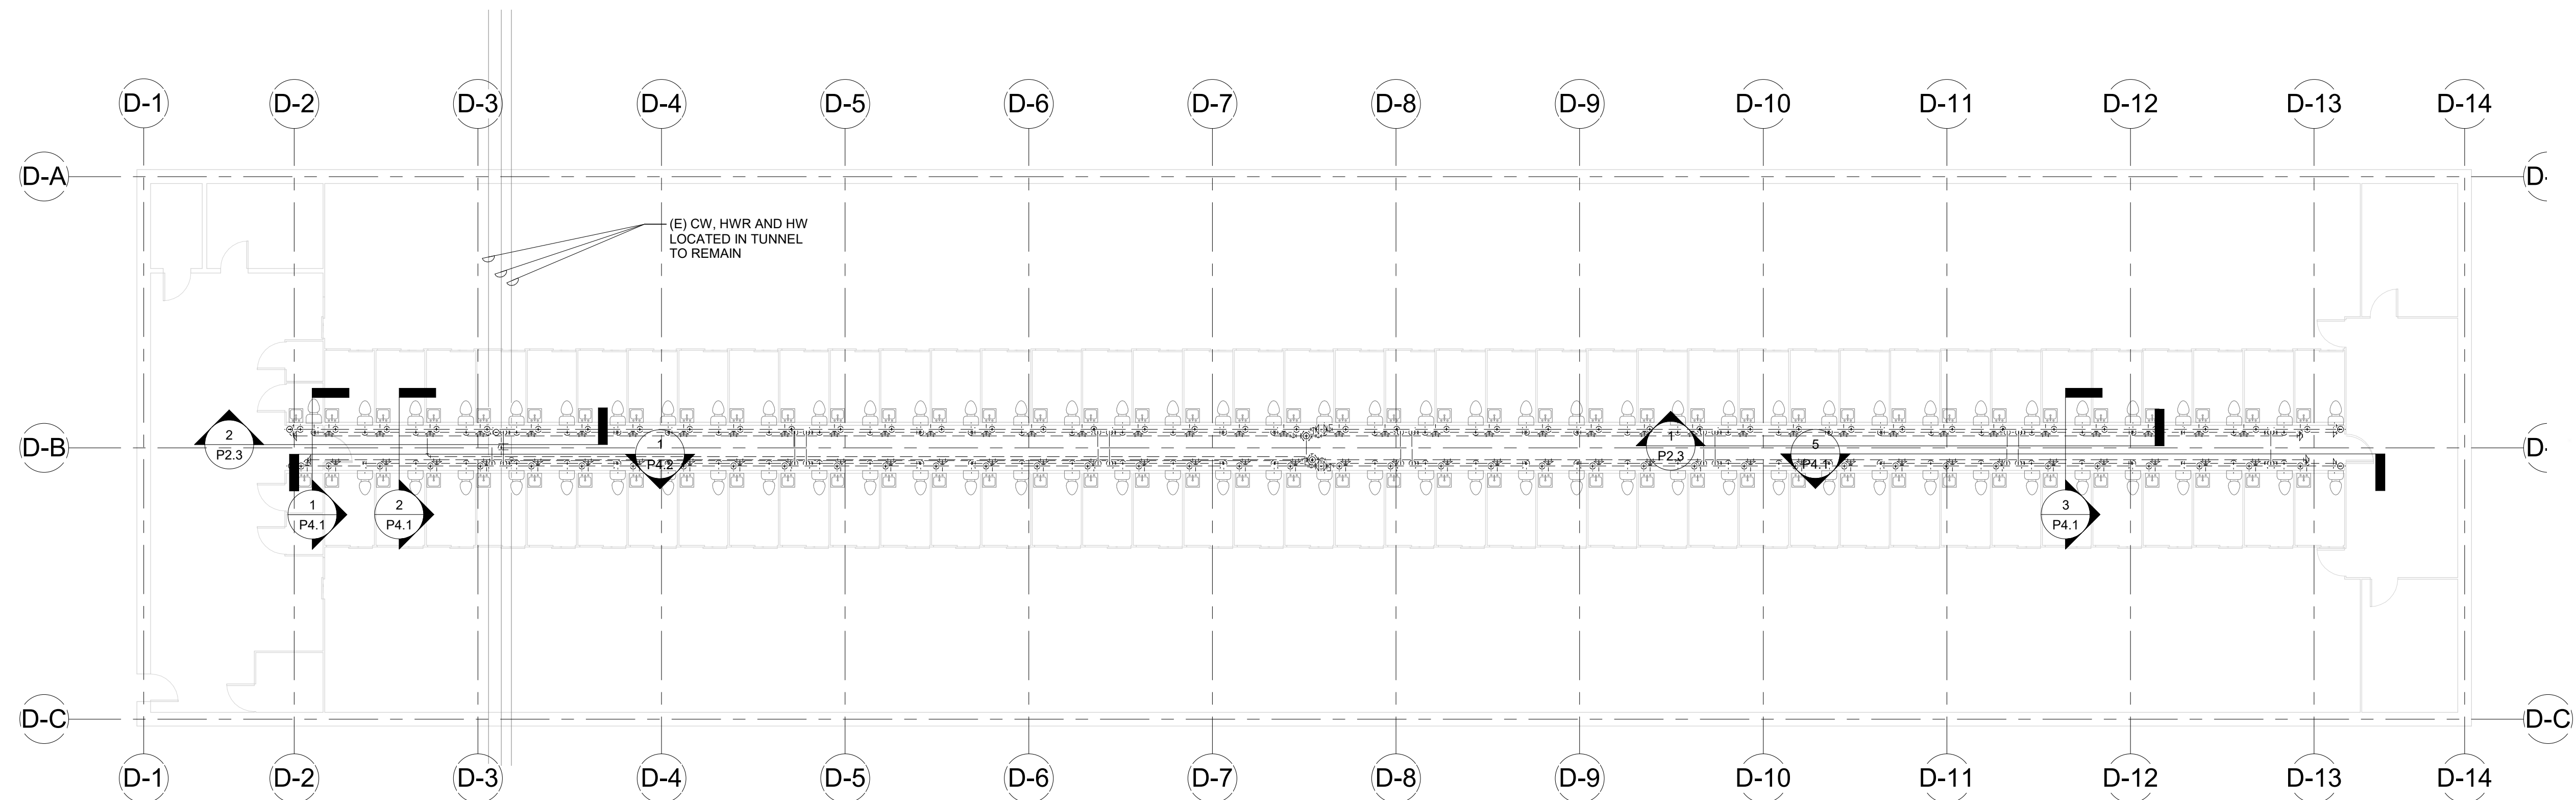 D-1 D-2 D-3 D-4 D-5 D-6 D-7 D-8 D-9 D-10 D-11 D-12 D-13 D-14
D-A D-
(E) CW, HWR AND HW
LOCATED IN TUNNEL
TO REMAIN
D-B D-
2
P2.3
1
P4.2
1
P2.3
5
P4.1
1
P4.1
2
P4.1
3
P4.1
D-C D-C
D-1 D-2 D-3 D-4 D-5 D-6 D-7 D-8 D-9 D-10 D-11 D-12 D-13 D-14